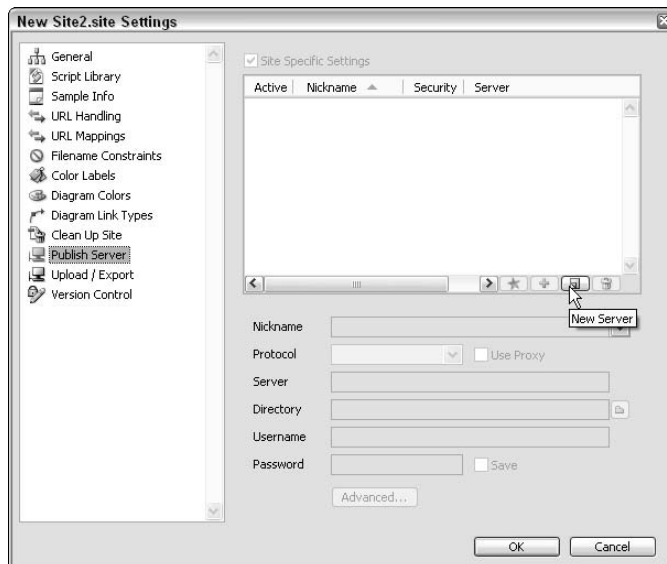 New Site2.site Settings
General
Script Library
Sample Info
URL Handling
URL Mappings
Filename Constraints
Color Labels
Diagram Colors
Diagram Link Types
Clean Up Site
Publish Server
Upload / Export
Version Control
Site Specific Settings
Active Nickname Security Server
New Server
Nickname
Protocol Use Proxy
Server
Directory
Username
Password Save
Advanced...
OK Cancel